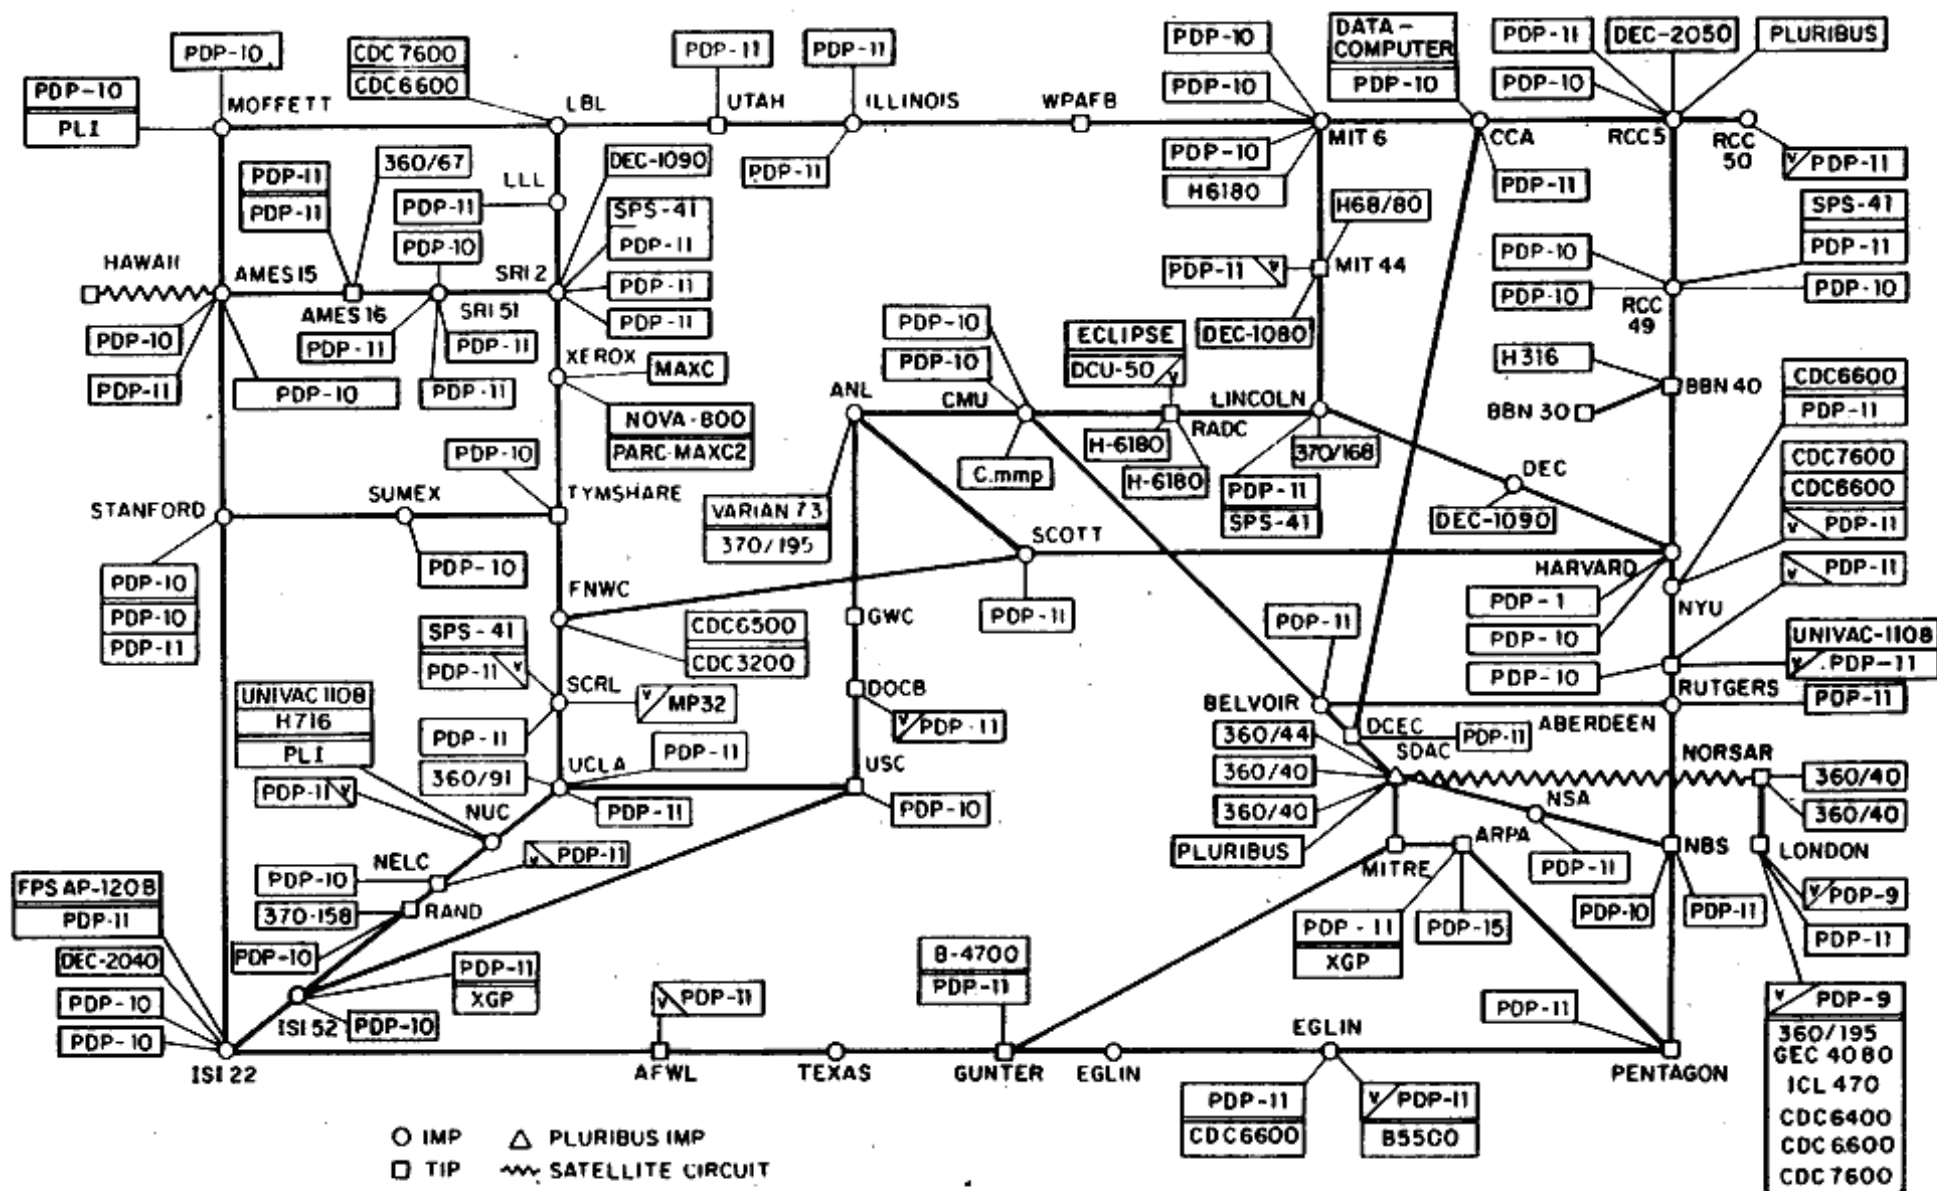 PDP-10
CDC7600
CDC6600
PDP-11
PDP-11
PDP-10
PDP-10
DATA-
COMPUTER
PDP-10
PDP-11
PDP-10
DEC-2050
PLURIBUS
PDP-10
PLI
MOFFETT
LBL
UTAH
ILLINOIS
WPAFB
PDP-11
PDP-10
H6180
MIT 6
CCA
PDP-11
RCC5
RCC
50
V PDP-11
PDP-11
PDP-11
360/67
LLL
PDP-11
PDP-10
DEC-1090
SPS-41
PDP-11
PDP-11
PDP-11
H68/80
PDP-11 V
MIT 44
DEC-1080
SPS-41
PDP-11
PDP-10
PDP-10
PDP-10
RCC
49
HAWAII
AMES 15
AMES 16
SRI 51
SRI 2
PDP-10
PDP-11
PDP-10
PDP-11
PDP-11
PDP-11
XEROX
MAXC
NOVA-800
PARC-MAXC2
PDP-10
PDP-10
ANL
CMU
C.mmp
ECLIPSE
DCU-50 V
RADC
H-6180
H-6180
LINCOLN
370/168
PDP-11
SPS-41
H316
BBN 40
BBN 30
CDC6600
PDP-11
CDC7600
CDC6600
V PDP-11
V PDP-11
DEC
DEC-1090
STANFORD
SUMEX
PDP-10
TYMSHARE
PDP-10
PDP-10
PDP-10
PDP-11
VARIAN 73
370/195
SCOTT
PDP-11
HARVARD
PDP-1
PDP-10
NYU
FNWC
CDC6500
CDC3200
GWC
SPS-41
PDP-11 V
SCRL
V MP32
PDP-11
DOCB
V PDP-11
PDP-11
PDP-10
UNIVAC-1108
V PDP-11
RUTGERS
PDP-11
BELVOIR
ABERDEEN
UNIVAC 1108
H716
PLI
PDP-11 V
360/91
UCLA
PDP-11
PDP-11
USC
PDP-10
360/44
360/40
360/40
PLURIBUS
DCEC
PDP-11
SDAC
NORSAR
360/40
360/40
NUC
NELC
V PDP-11
PDP-10
370-158
RAND
PDP-10
NSA
PDP-11
ARPA
MITRE
NBS
LONDON
PDP-10
PDP-11
V PDP-9
PDP-11
PDP-11
XGP
PDP-15
FPS AP-120B
PDP-11
DEC-2040
PDP-10
PDP-10
PDP-11
XGP
ISI 52
PDP-10
V PDP-11
B-4700
PDP-11
EGLIN
PDP-11
V PDP-9
360/195
GEC 4080
ICL 470
CDC6400
CDC6600
CDC7600
ISI 22
AFWL
TEXAS
GUNTER
EGLIN
PENTAGON
PDP-11
CDC6600
V PDP-11
B5500
IMP
PLURIBUS IMP
TIP
SATELLITE CIRCUIT